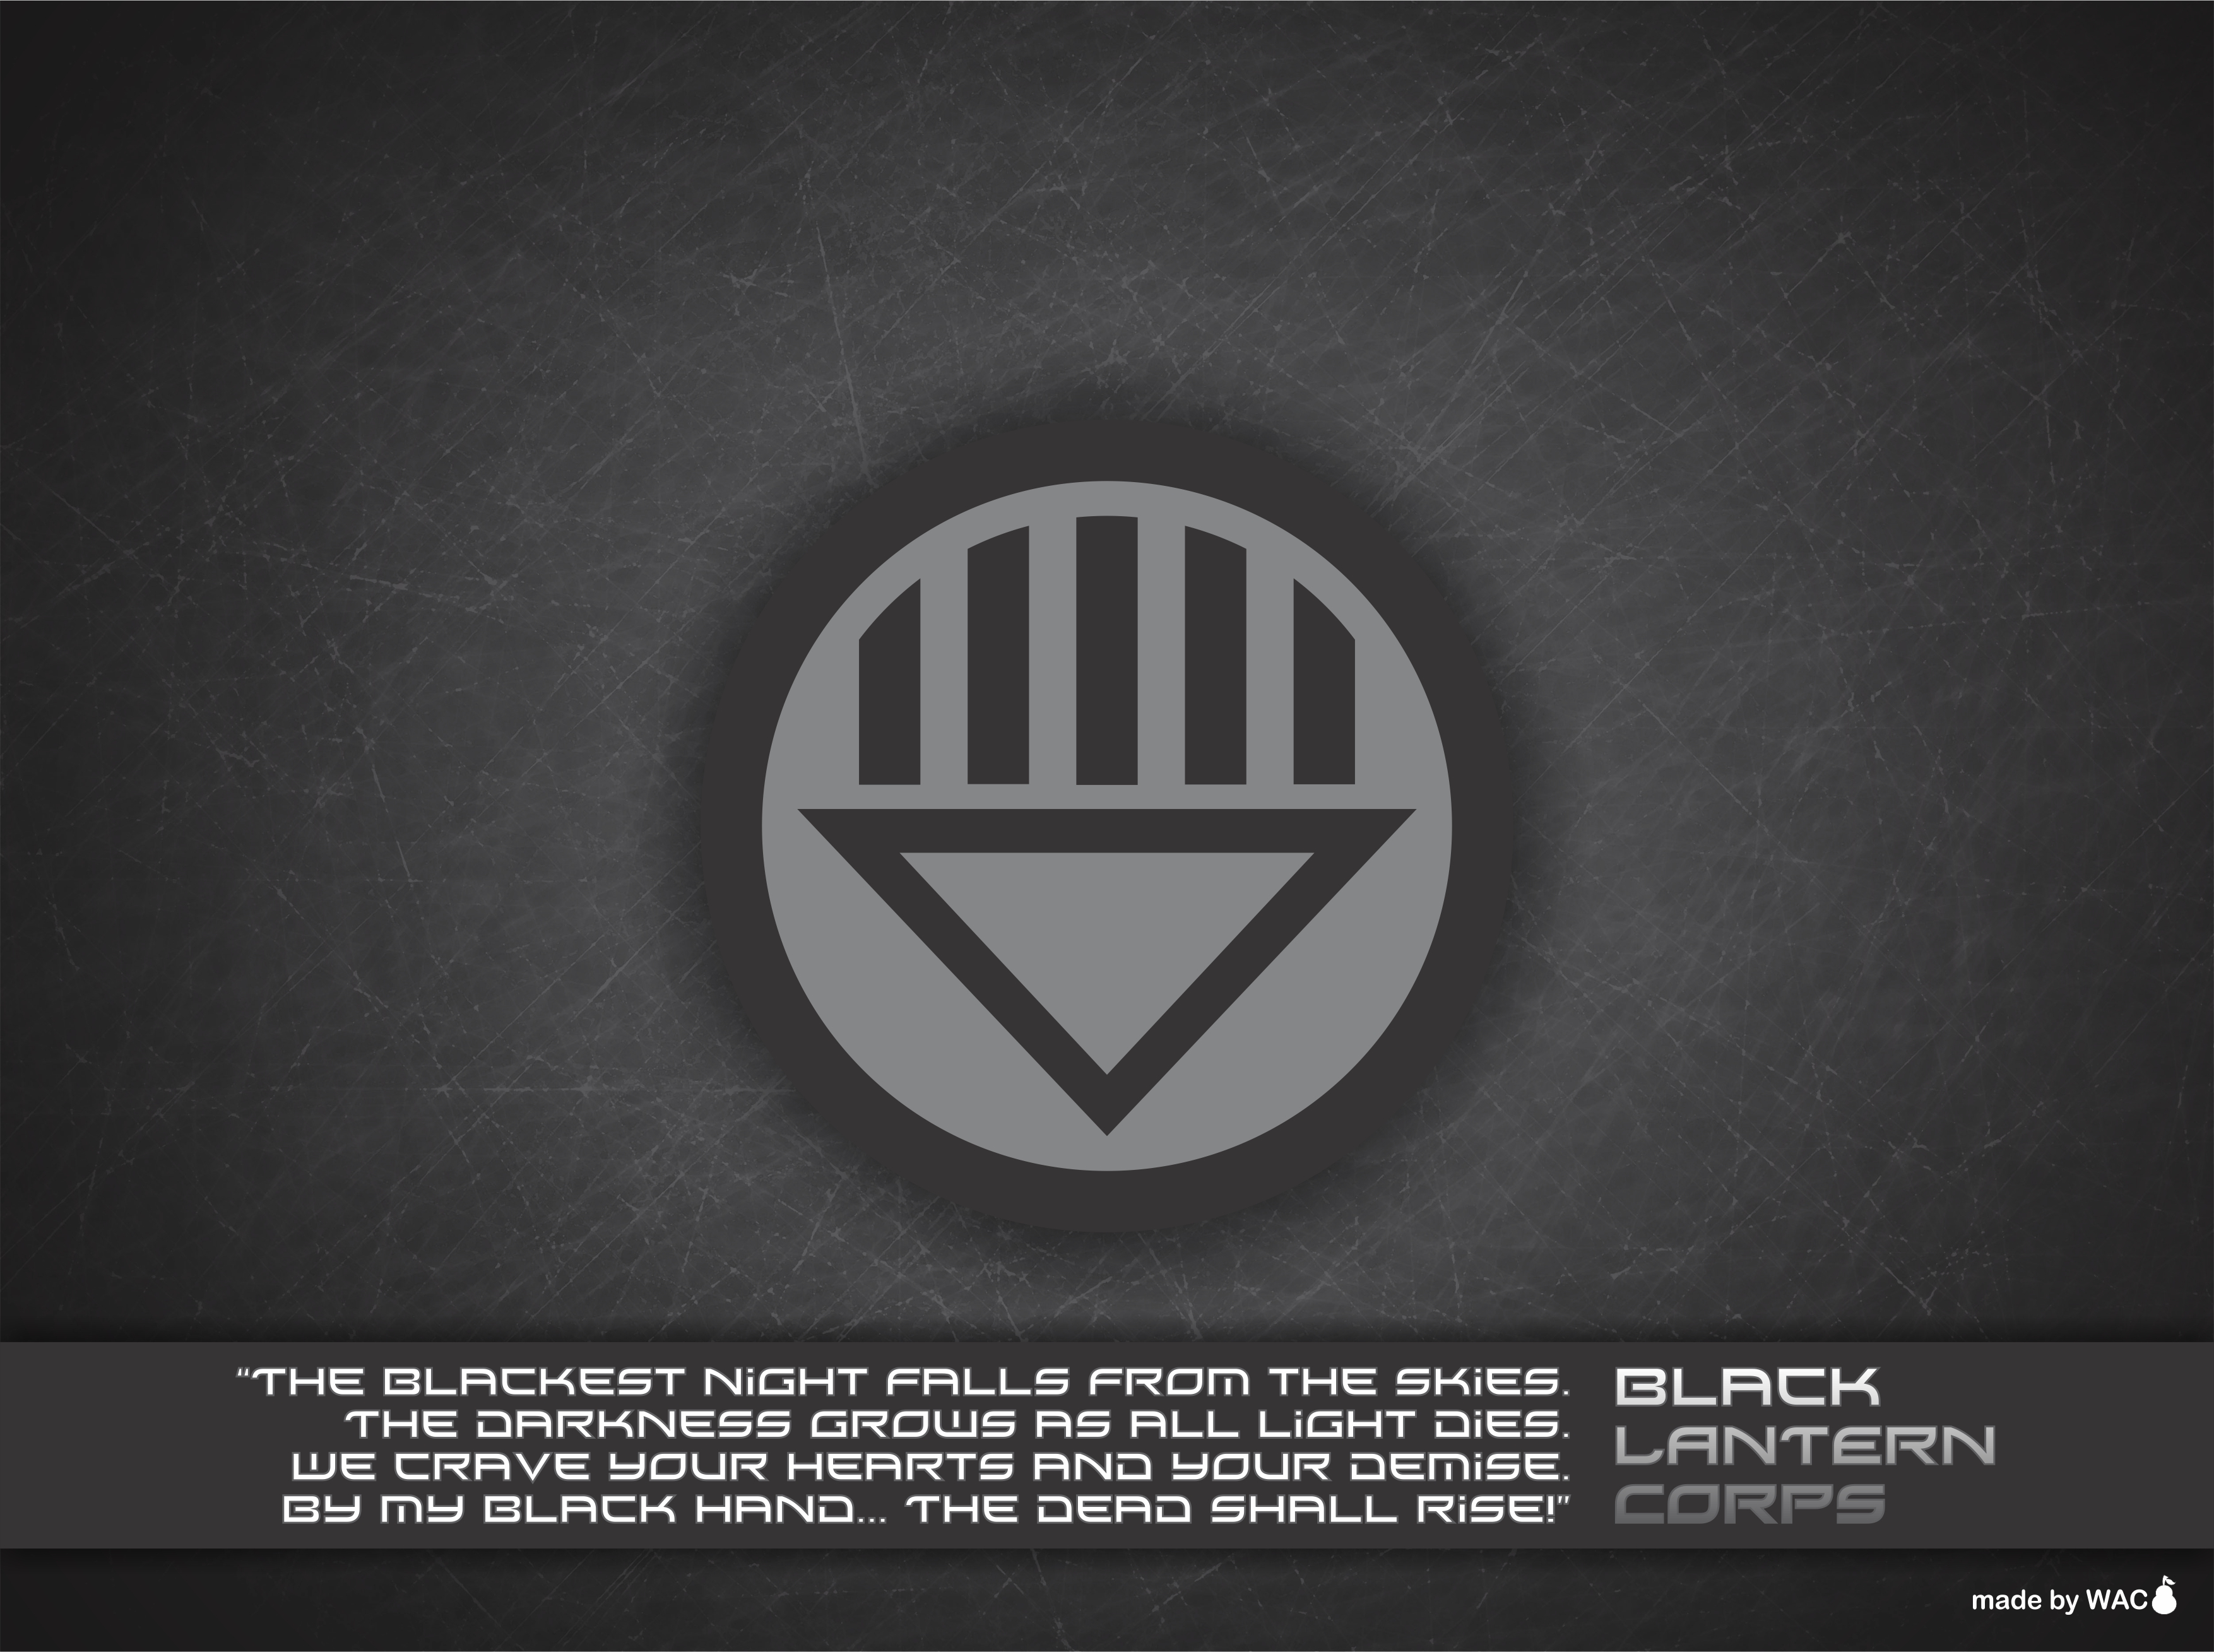 “THE BLACKEST NiGHT FALLS FROM THE SKiES.
THE DARKNESS GROWS AS ALL LiGHT DiES.
WE CRAVE YOUR HEARTS AND YOUR DEMiSE.
BY MY BLACK HAND... THE DEAD SHALL RiSE!”
BLACK
LANTERN
CORPS
made by WAC